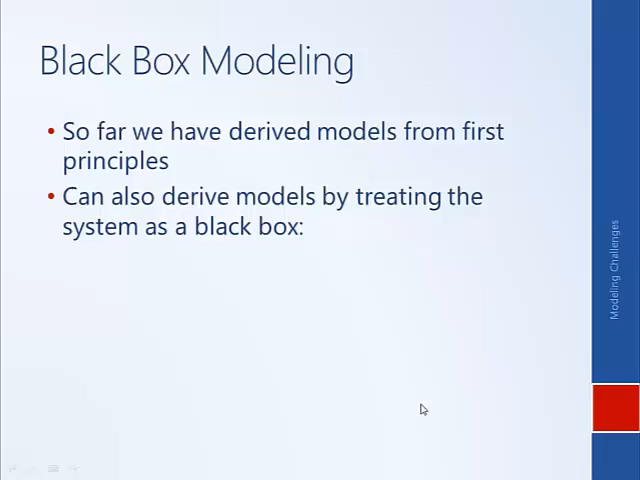 Black Box Modeling
• So far we have derived models from first
principles
• Can also derive models by treating the
system as a black box:
Modeling Challenges